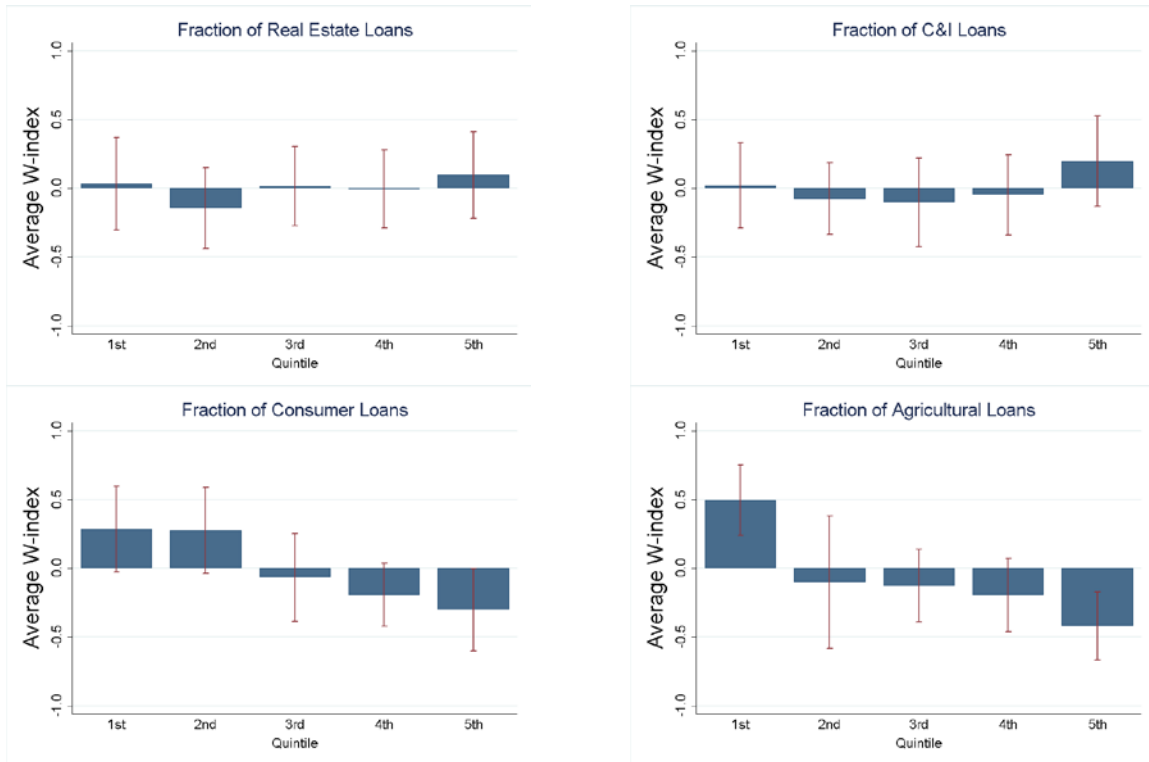 Fraction of Real Estate Loans
Average W-index
1.0
0.5
0.0
-0.5
-1.0
1st 2nd 3rd 4th 5th
Quintile
Fraction of C&I Loans
Average W-index
1.0
0.5
0.0
-0.5
-1.0
1st 2nd 3rd 4th 5th
Quintile
Fraction of Consumer Loans
Average W-index
1.0
0.5
0.0
-0.5
-1.0
1st 2nd 3rd 4th 5th
Quintile
Fraction of Agricultural Loans
Average W-index
1.0
0.5
0.0
-0.5
-1.0
1st 2nd 3rd 4th 5th
Quintile